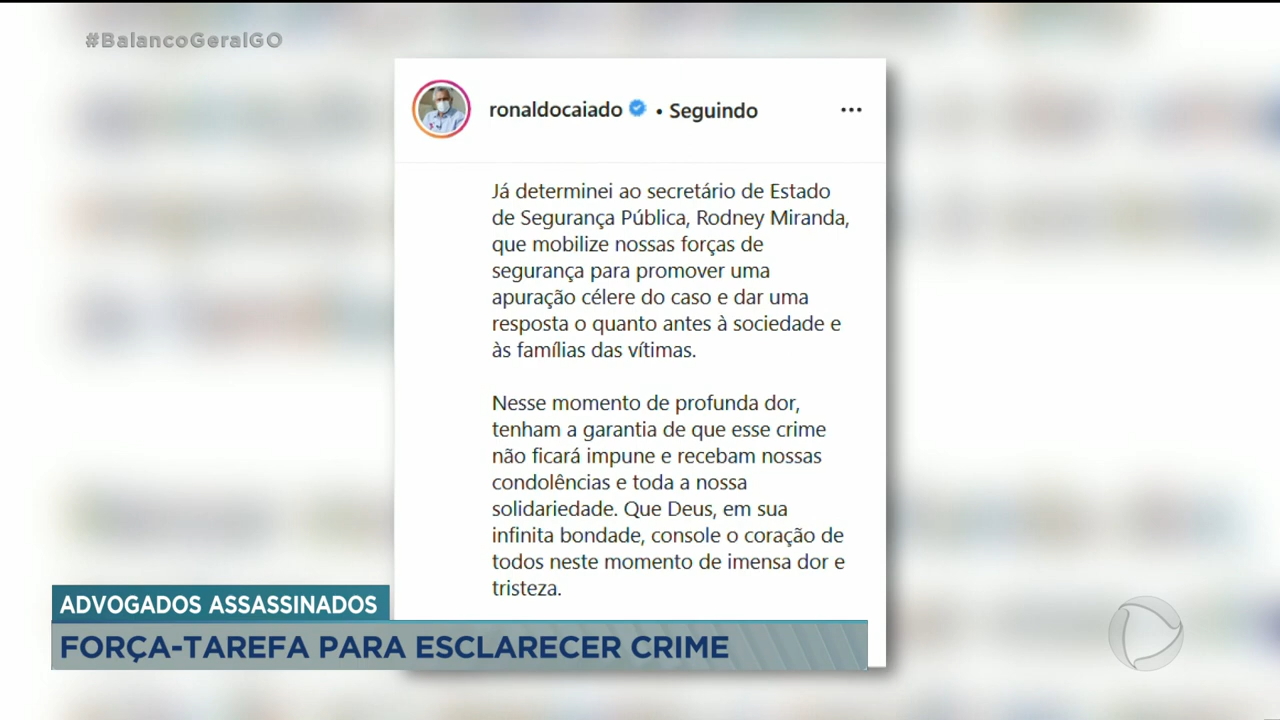 #BalancoGeralGO
ronaldocaiado • Seguindo ...
Já determinei ao secretário de Estado
de Segurança Pública, Rodney Miranda,
que mobilize nossas forças de
segurança para promover uma
apuração célere do caso e dar uma
resposta o quanto antes à sociedade e
às famílias das vítimas.
Nesse momento de profunda dor,
tenham a garantia de que esse crime
não ficará impune e recebam nossas
condolências e toda a nossa
solidariedade. Que Deus, em sua
infinita bondade, console o coração de
todos neste momento de imensa dor e
tristeza.
ADVOGADOS ASSASSINADOS
FORÇA-TAREFA PARA ESCLARECER CRIME